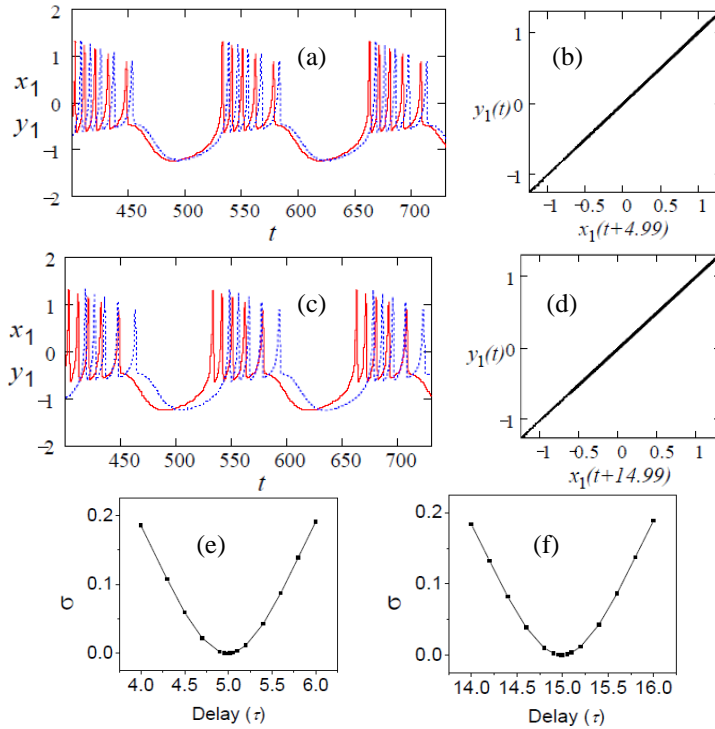 2
1
0
−1
−2
x1
y1
(a)
450 500 550 600 650 700
t
(b)
1
y1(t)
0
−1
−1 −0.5 0 0.5 1
x1(t+4.99)
2
1
0
−1
−2
x1
y1
(c)
450 500 550 600 650 700
t
(d)
1
y1(t)
0
−1
−1 −0.5 0 0.5 1
x1(t+14.99)
0.2
0.1
0.0
σ
(e)
4.0 4.5 5.0 5.5 6.0
Delay (τ)
0.2
0.1
0.0
σ
(f)
14.0 14.5 15.0 15.5 16.0
Delay (τ)